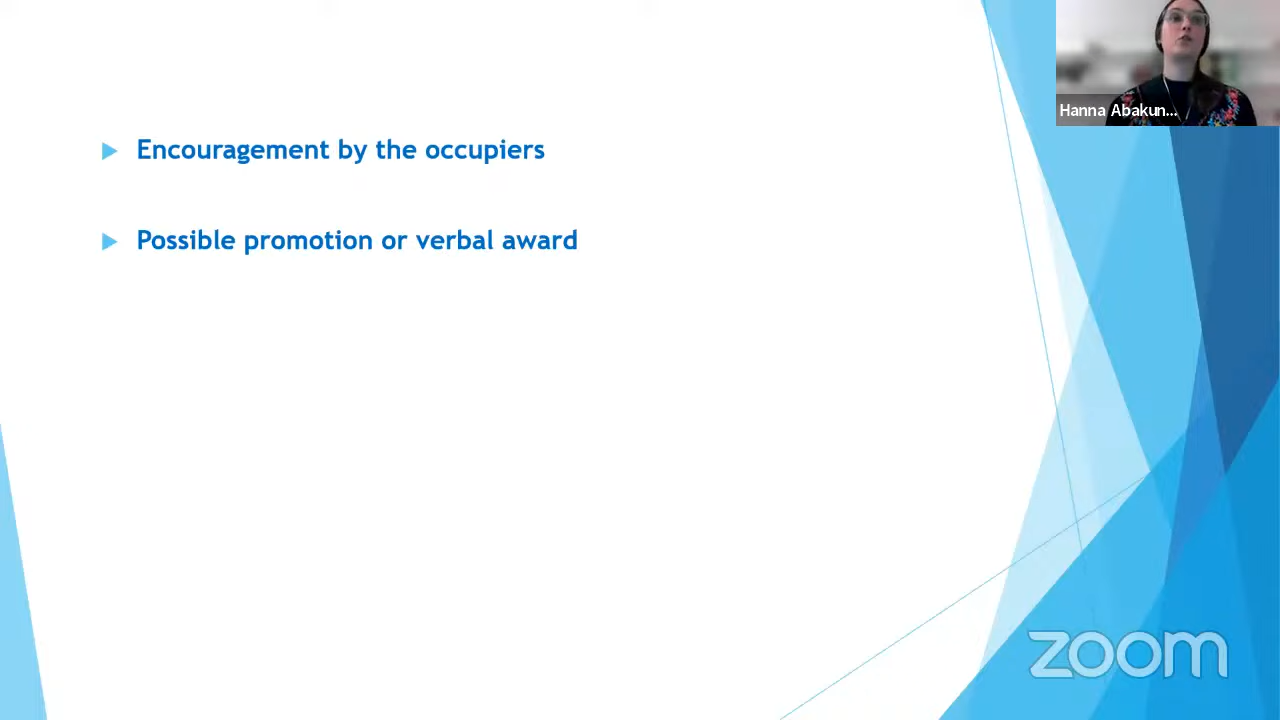 Hanna Abakun...
Encouragement by the occupiers
Possible promotion or verbal award
zoom